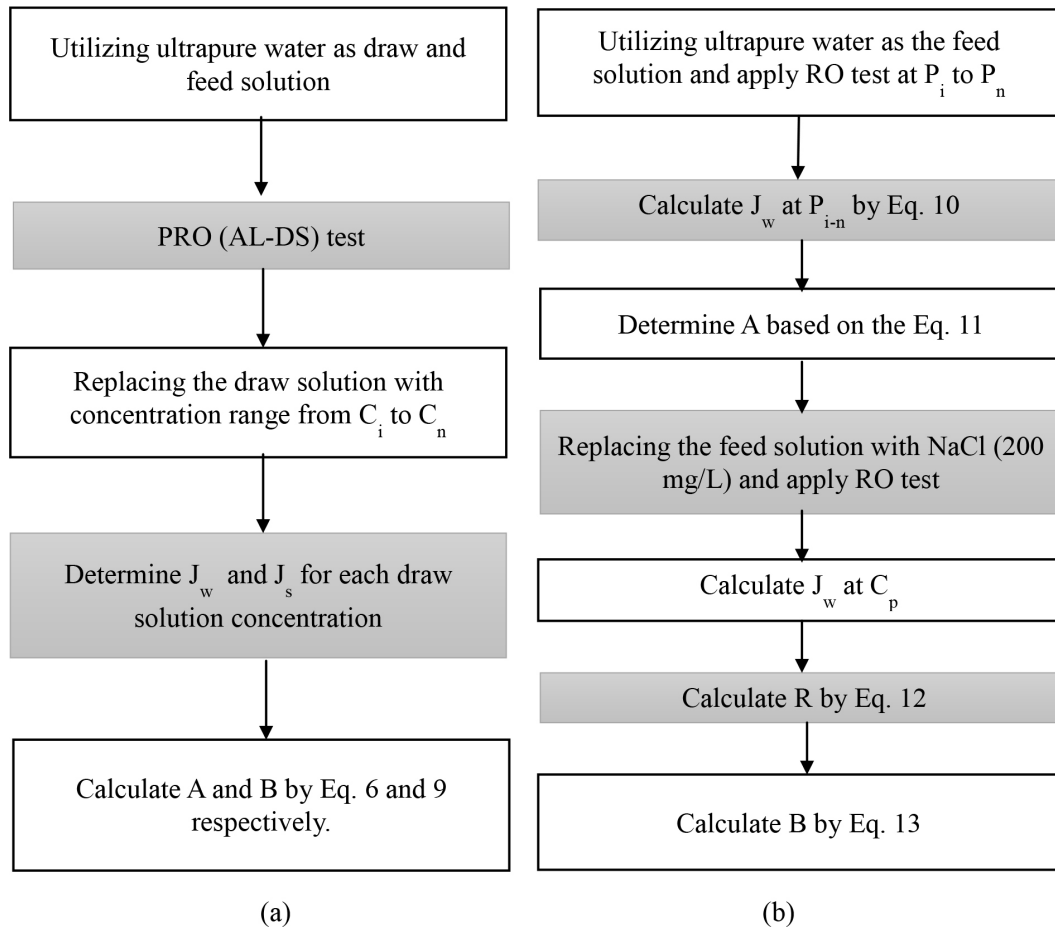 Utilizing ultrapure water as draw and
feed solution
PRO (AL-DS) test
Replacing the draw solution with
concentration range from C_i to C_n
Determine J_w and J_s for each draw
solution concentration
Calculate A and B by Eq. 6 and 9
respectively.
(a)
Utilizing ultrapure water as the feed
solution and apply RO test at P_i to P_n
Calculate J_w at P_i-n by Eq. 10
Determine A based on the Eq. 11
Replacing the feed solution with NaCl (200
mg/L) and apply RO test
Calculate J_w at C_p
Calculate R by Eq. 12
Calculate B by Eq. 13
(b)